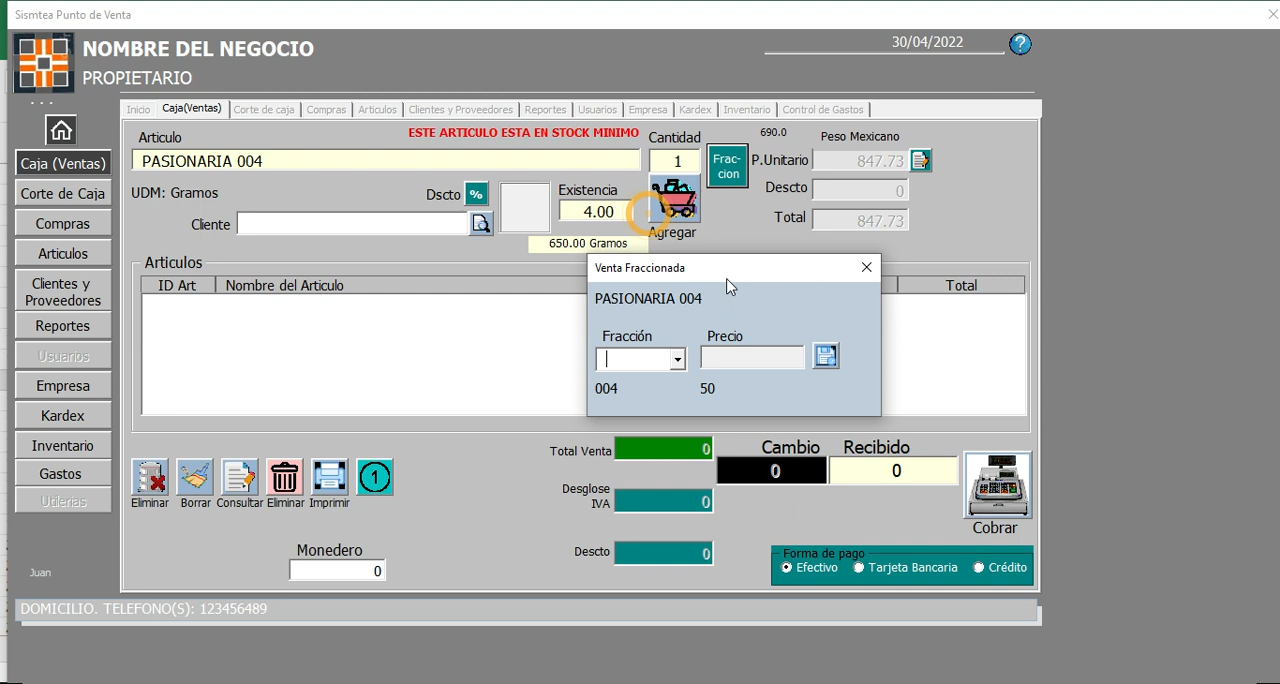 Sismtea Punto de Venta
NOMBRE DEL NEGOCIO
PROPIETARIO
30/04/2022
?
Inicio Caja(Ventas) Corte de caja Compras Articulos Clientes y Proveedores Reportes Usuarios Empresa Kardex Inventario Control de Gastos
Caja (Ventas)
Corte de Caja
Compras
Articulos
Clientes y
Proveedores
Reportes
Usuarios
Empresa
Kardex
Inventario
Gastos
Utilerias
Juan
Articulo
ESTE ARTICULO ESTA EN STOCK MINIMO
Cantidad
690.0
Peso Mexicano
PASIONARIA 004
1
Frac-
cion
P.Unitario
847.73
UDM: Gramos
Dscto
%
Existencia
4.00
Descto
0
Cliente
Agregar
Total
847.73
650.00 Gramos
Articulos
ID Art Nombre del Articulo Total
Venta Fraccionada
PASIONARIA 004
Fracción Precio
004 50
Eliminar Borrar Consultar Eliminar Imprimir
1
Total Venta 0
Cambio Recibido
0 0
Desglose
IVA 0
Cobrar
Monedero
0
Descto 0
Forma de pago
Efectivo Tarjeta Bancaria Crédito
DOMICILIO. TELEFONO(S): 123456489